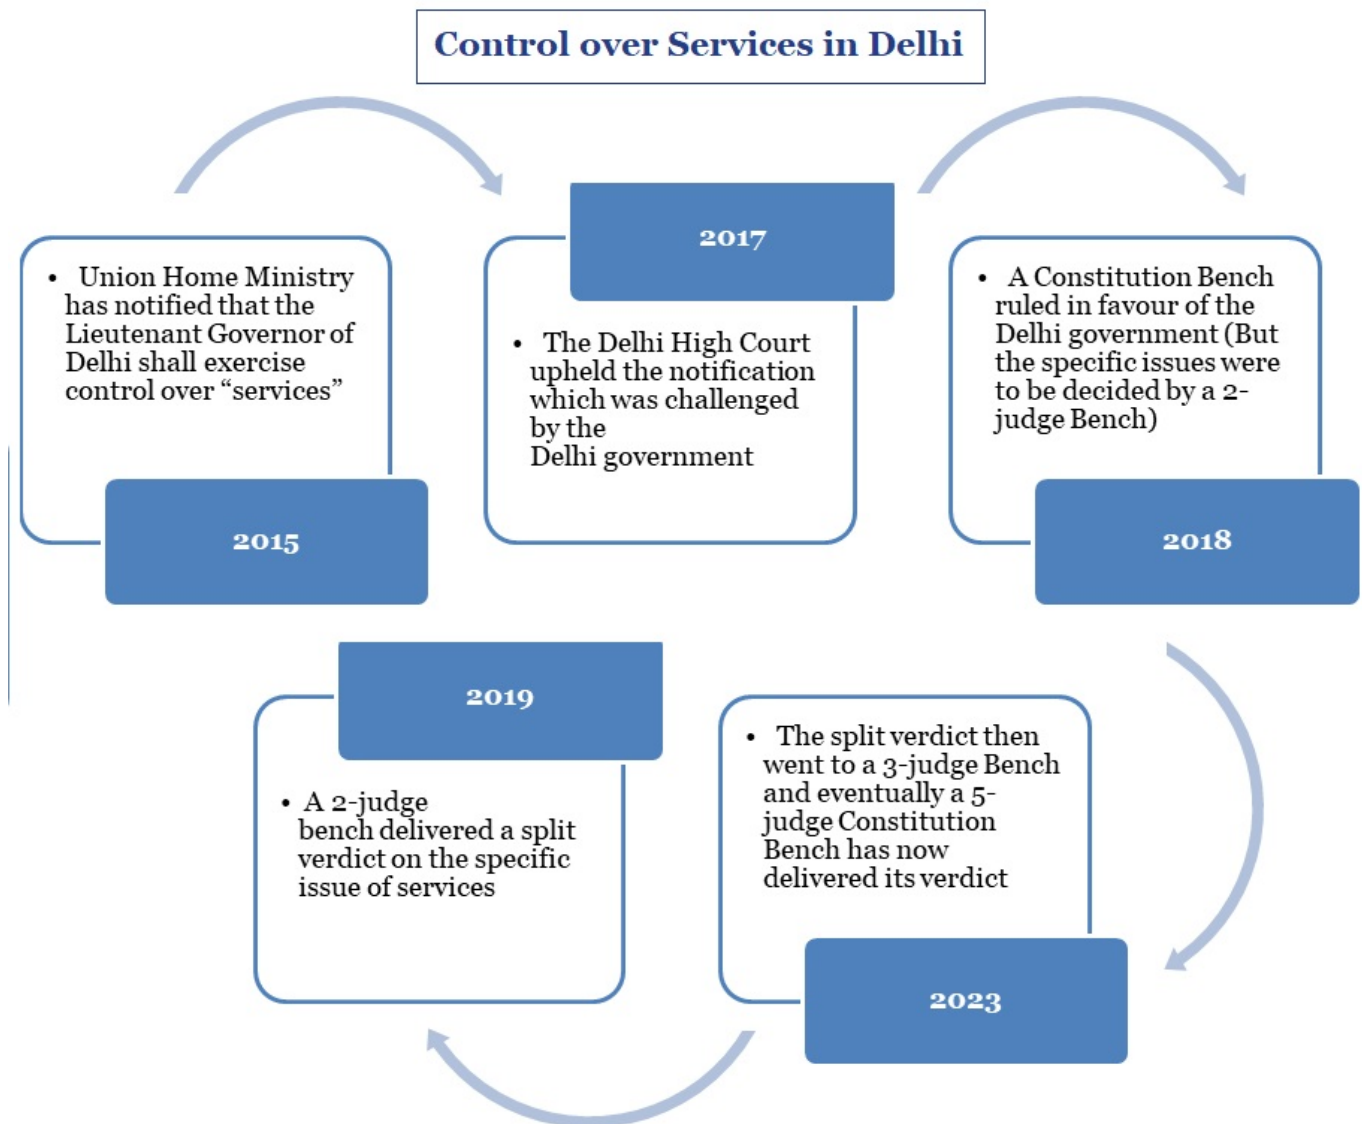 Control over Services in Delhi
• Union Home Ministry
has notified that the
Lieutenant Governor of
Delhi shall exercise
control over “services”
2015
2017
• The Delhi High Court
upheld the notification
which was challenged
by the
Delhi government
• A Constitution Bench
ruled in favour of the
Delhi government (But
the specific issues were
to be decided by a 2-
judge Bench)
2018
2019
• A 2-judge
bench delivered a split
verdict on the specific
issue of services
• The split verdict then
went to a 3-judge Bench
and eventually a 5-
judge Constitution
Bench has now
delivered its verdict
2023